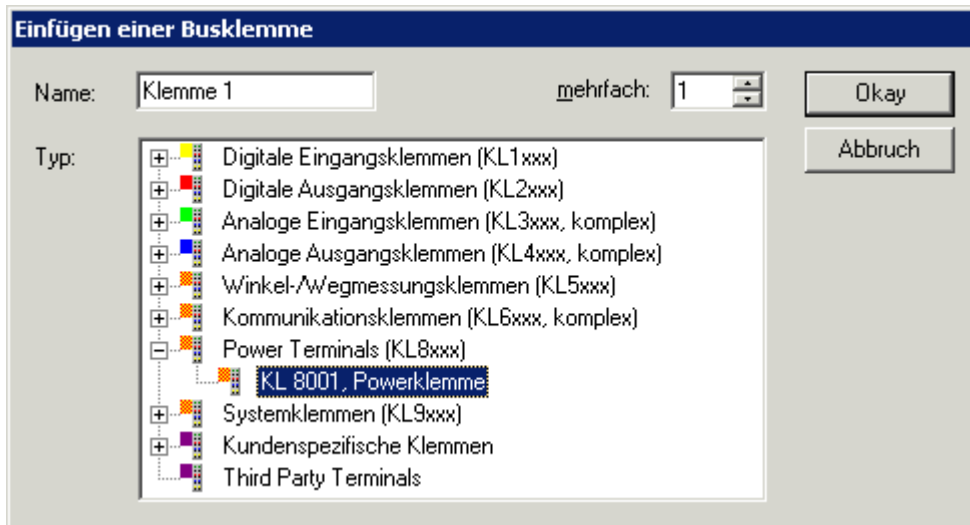 Einfügen einer Busklemme
Name: Klemme 1 mehrfach: 1 Okay
Typ: Abbruch
Digitale Eingangsklemmen (KL1xxx)
Digitale Ausgangsklemmen (KL2xxx)
Analoge Eingangsklemmen (KL3xxx, komplex)
Analoge Ausgangsklemmen (KL4xxx, komplex)
Winkel-/Wegmessungsklemmen (KL5xxx)
Kommunikationsklemmen (KL6xxx, komplex)
Power Terminals (KL8xxx)
KL 8001, Powerklemme
Systemklemmen (KL9xxx)
Kundenspezifische Klemmen
Third Party Terminals